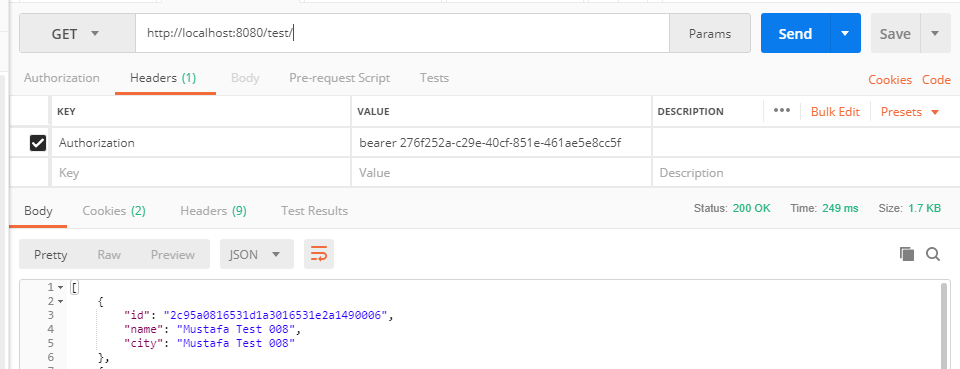 GET http://localhost:8080/test/ Params Send Save
Authorization Headers (1) Body Pre-request Script Tests Cookies Code
KEY VALUE DESCRIPTION ••• Bulk Edit Presets
Authorization bearer 276f252a-c29e-40cf-851e-461ae5e8cc5f
Key Value Description
Body Cookies (2) Headers (9) Test Results Status: 200 OK Time: 249 ms Size: 1.7 KB
Pretty Raw Preview JSON
1 [
2 {
3 "id": "2c95a0816531d1a3016531e2a1490006",
4 "name": "Mustafa Test 008",
5 "city": "Mustafa Test 008"
6 },